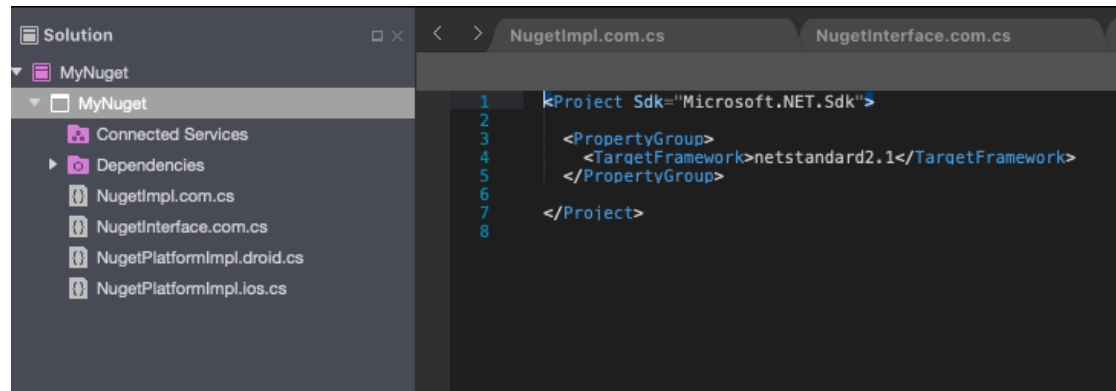 Solution
MyNuget
MyNuget
Connected Services
Dependencies
NugetImpl.com.cs
NugetInterface.com.cs
NugetPlatformImpl.droid.cs
NugetPlatformImpl.ios.cs
NugetImpl.com.cs NugetInterface.com.cs
1 <Project Sdk="Microsoft.NET.Sdk">
2
3 <PropertyGroup>
4 <TargetFramework>netstandard2.1</TargetFramework>
5 </PropertyGroup>
6
7 </Project>
8